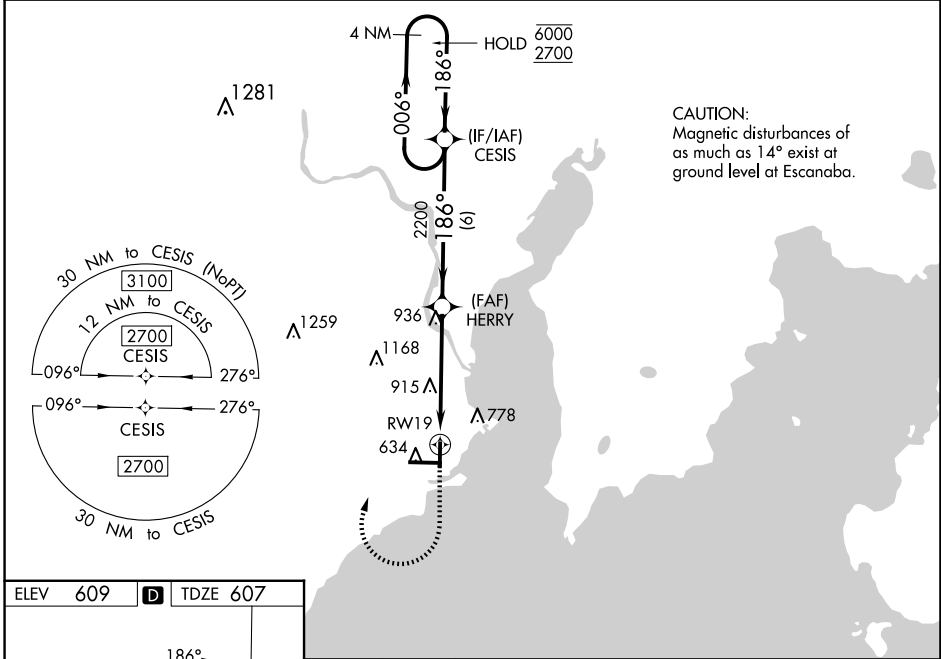 4 NM
HOLD
6000
2700
186°
006°
(IF/IAF)
CESIS
1281
CAUTION:
Magnetic disturbances of
as much as 14° exist at
ground level at Escanaba.
2200
186°
(6)
30 NM to CESIS (NoPT)
3100
12 NM to CESIS
2700
CESIS
096°
276°
096°
276°
CESIS
2700
30 NM to CESIS
(FAF)
HERRY
936
1259
1168
915
778
RW19
634
ELEV 609 D TDZE 607
186°